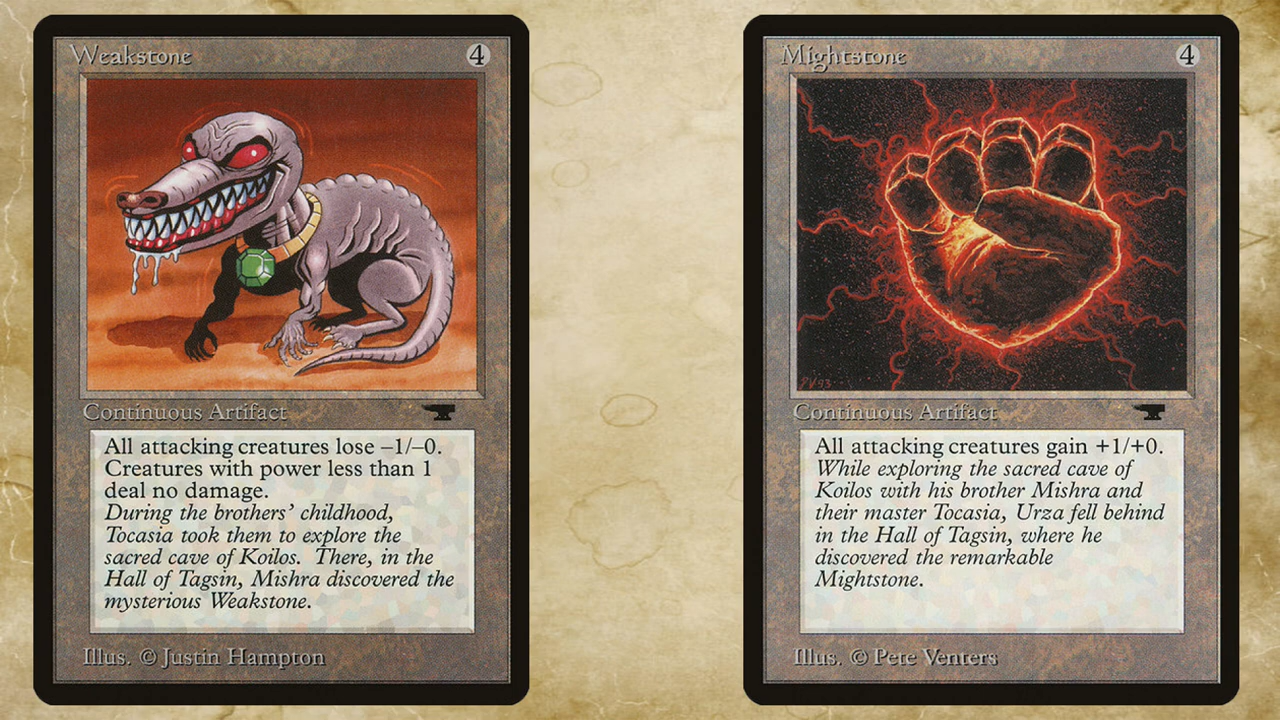 Weakstone
4
Continuous Artifact
All attacking creatures lose –1/–0.
Creatures with power less than 1
deal no damage.
During the brothers' childhood,
Tocasia took them to explore the
sacred cave of Koilos. There, in the
Hall of Tagsin, Mishra discovered the
mysterious Weakstone.
Illus. © Justin Hampton
Mightstone
4
PV93
Continuous Artifact
All attacking creatures gain +1/+0.
While exploring the sacred cave of
Koilos with his brother Mishra and
their master Tocasia, Urza fell behind
in the Hall of Tagsin, where he
discovered the remarkable
Mightstone.
Illus. © Pete Venters